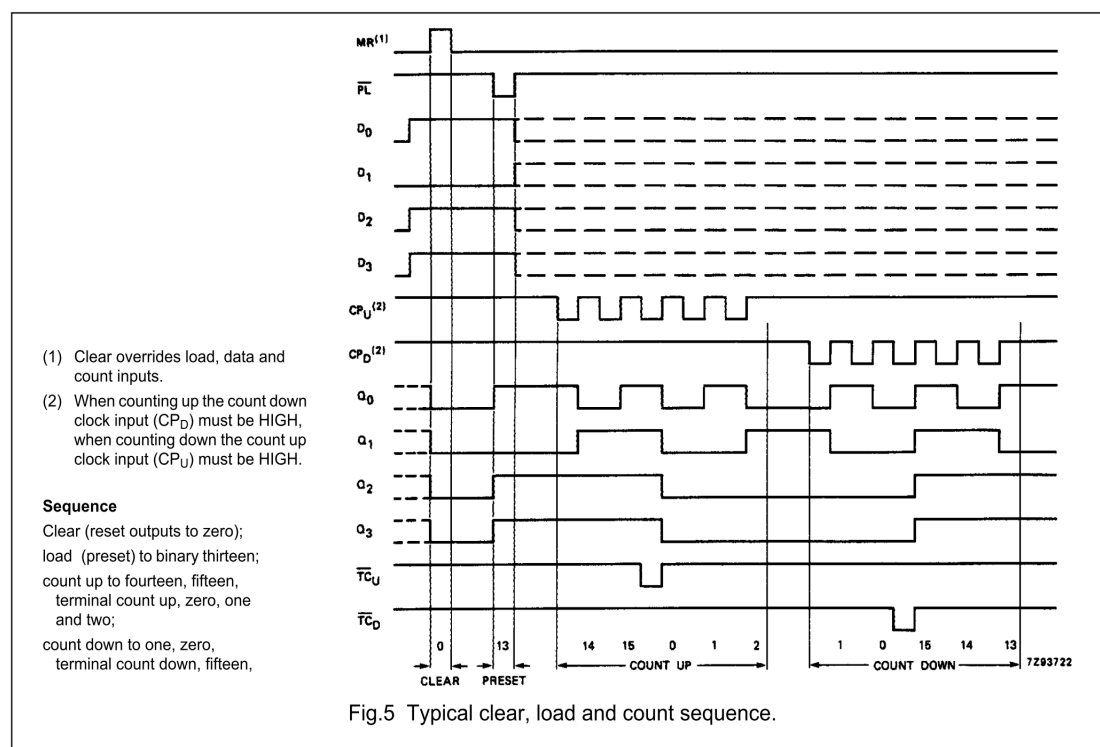 MR(1)
PL
D0
D1
D2
D3
CPU(2)
CPD(2)
Q0
Q1
Q2
Q3
TCU
TCD
0 13 14 15 0 1 2 1 0 15 14 13
CLEAR PRESET COUNT UP COUNT DOWN 7Z93722
(1) Clear overrides load, data and
count inputs.
(2) When counting up the count down
clock input (CPD) must be HIGH,
when counting down the count up
clock input (CPU) must be HIGH.
Sequence
Clear (reset outputs to zero);
load (preset) to binary thirteen;
count up to fourteen, fifteen,
terminal count up, zero, one
and two;
count down to one, zero,
terminal count down, fifteen,
Fig.5 Typical clear, load and count sequence.